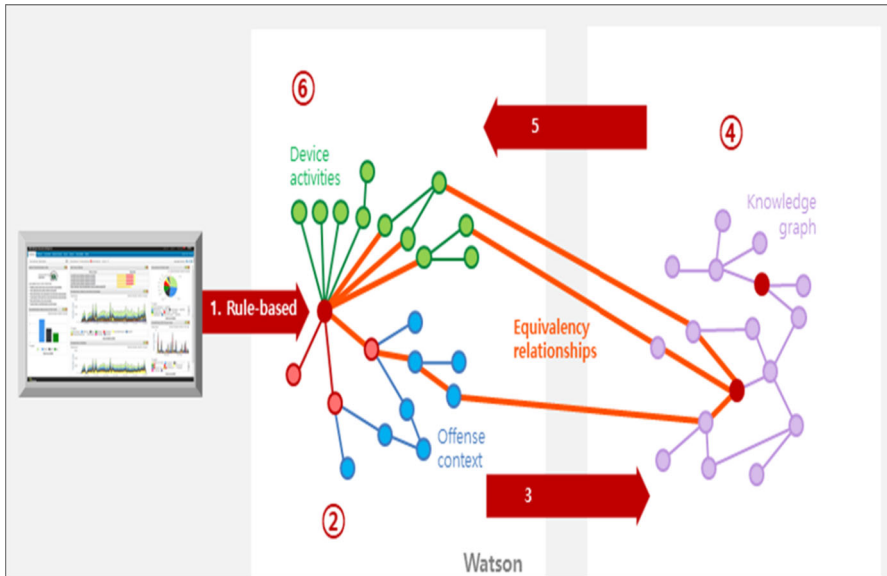 ⑥
5
④
Device
activities
Knowledge
graph
1. Rule-based
Equivalency
relationships
Offense
context
3
②
Watson